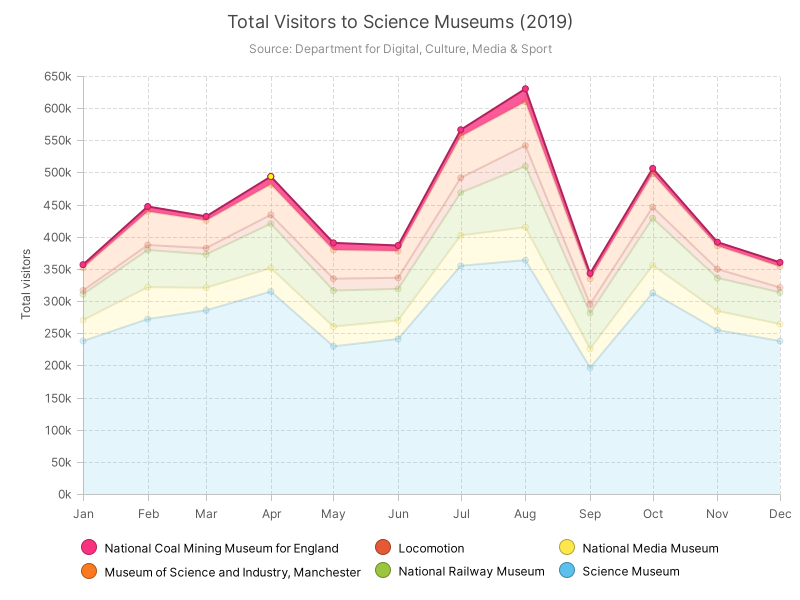 Total Visitors to Science Museums (2019)
Source: Department for Digital, Culture, Media & Sport
Total visitors
650k
600k
550k
500k
450k
400k
350k
300k
250k
200k
150k
100k
50k
0k
Jan Feb Mar Apr May Jun Jul Aug Sep Oct Nov Dec
National Coal Mining Museum for England Locomotion National Media Museum
Museum of Science and Industry, Manchester National Railway Museum Science Museum